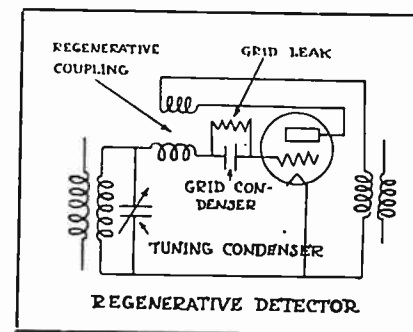 REGENERATIVE
COUPLING
GRID LEAK
GRID CON-
DENSER
TUNING CONDENSER
REGENERATIVE DETECTOR